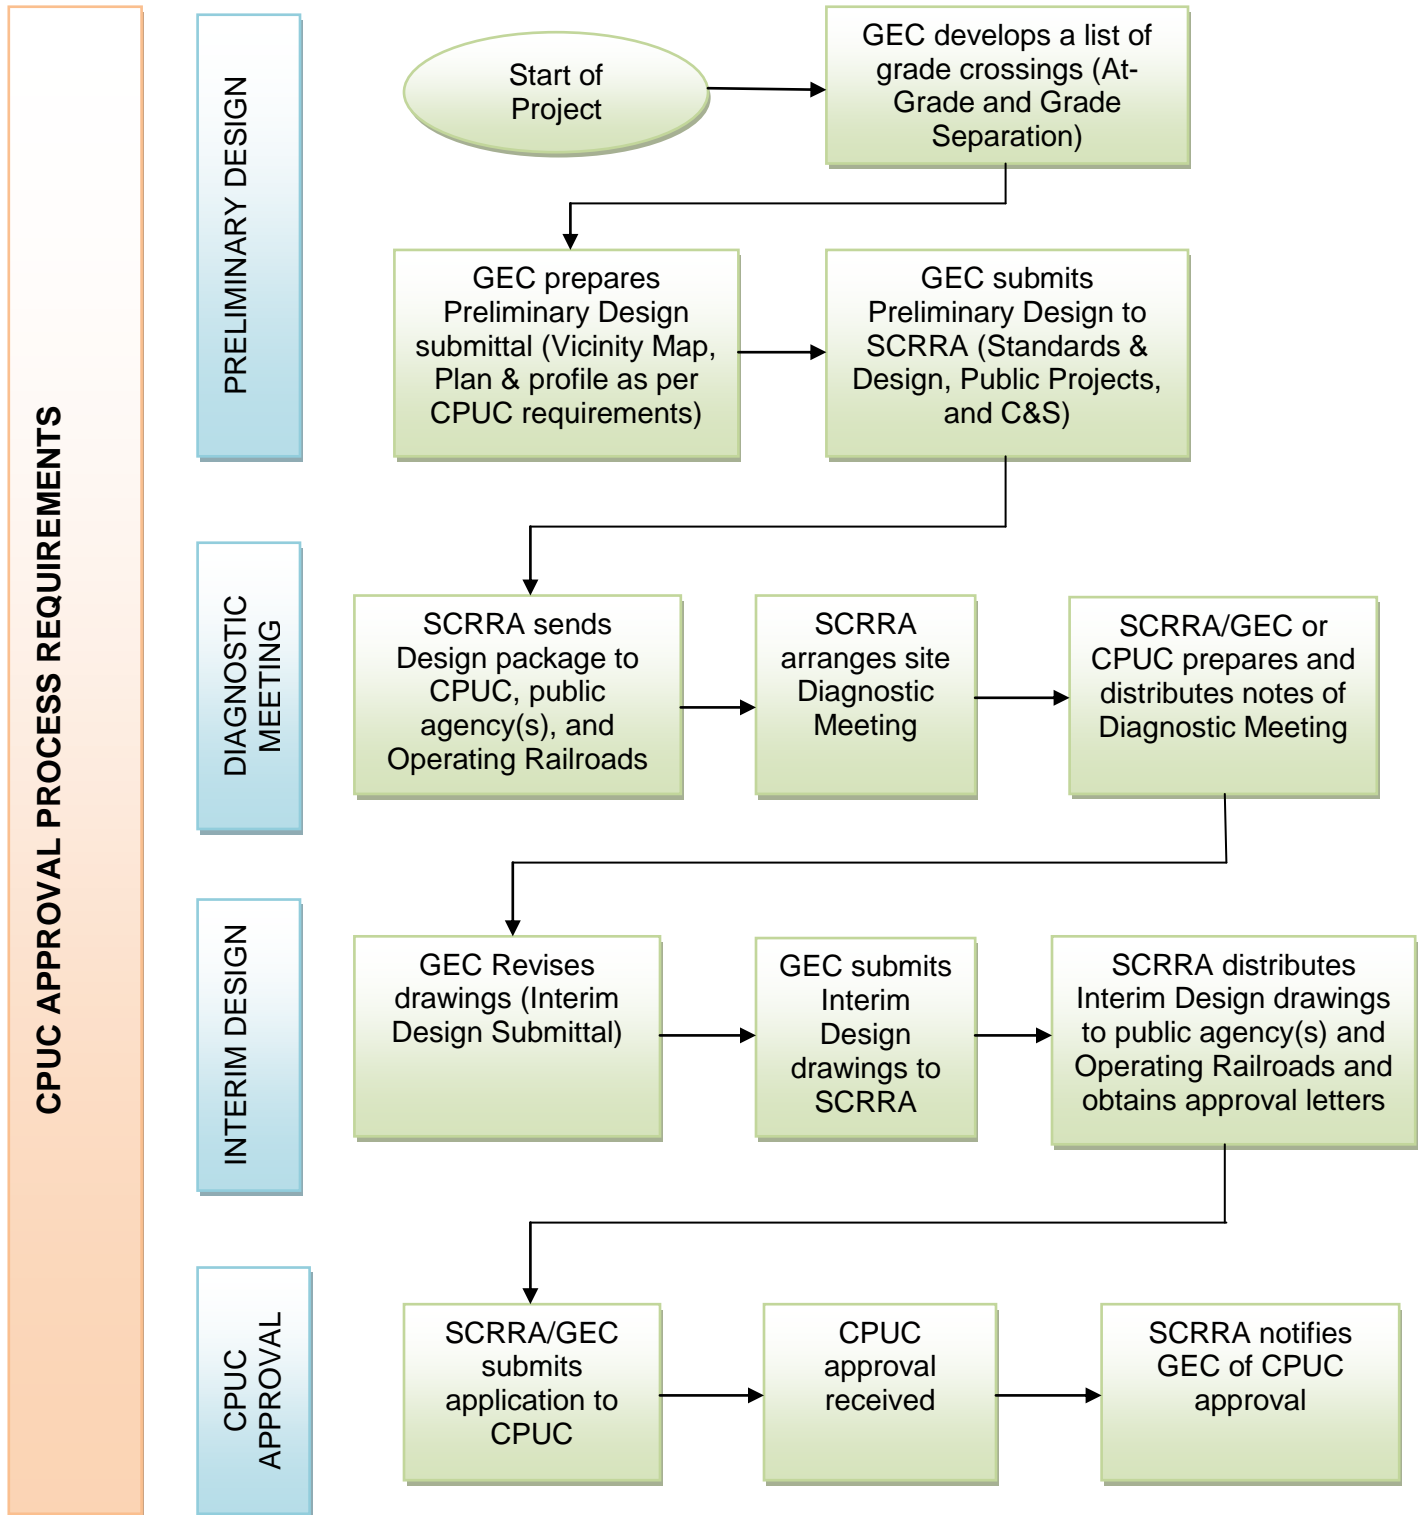 CPUC APPROVAL PROCESS REQUIREMENTS
PRELIMINARY DESIGN
Start of
Project
GEC develops a list of
grade crossings (At-
Grade and Grade
Separation)
GEC prepares
Preliminary Design
submittal (Vicinity Map,
Plan & profile as per
CPUC requirements)
GEC submits
Preliminary Design to
SCRRA (Standards &
Design, Public Projects,
and C&S)
DIAGNOSTIC
MEETING
SCRRA sends
Design package to
CPUC, public
agency(s), and
Operating Railroads
SCRRA
arranges site
Diagnostic
Meeting
SCRRA/GEC or
CPUC prepares and
distributes notes of
Diagnostic Meeting
INTERIM DESIGN
GEC Revises
drawings (Interim
Design Submittal)
GEC submits
Interim
Design
drawings to
SCRRA
SCRRA distributes
Interim Design drawings
to public agency(s) and
Operating Railroads and
obtains approval letters
CPUC
APPROVAL
SCRRA/GEC
submits
application to
CPUC
CPUC
approval
received
SCRRA notifies
GEC of CPUC
approval